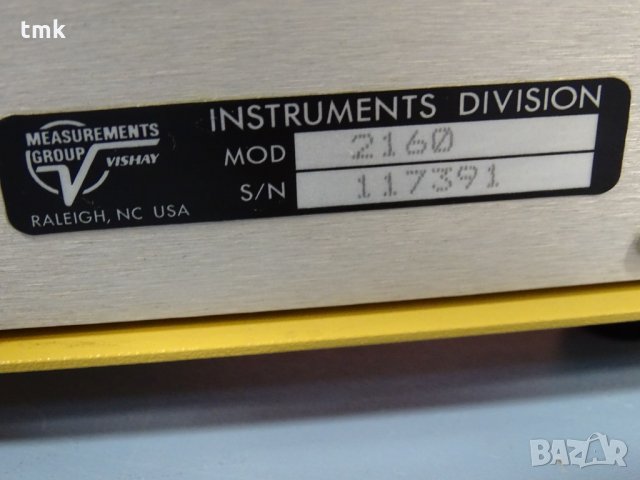 tmk
INSTRUMENTS DIVISION
MEASUREMENTS
GROUP VISHAY
RALEIGH, NC USA
MOD 2160
S/N 117391
BAZAR